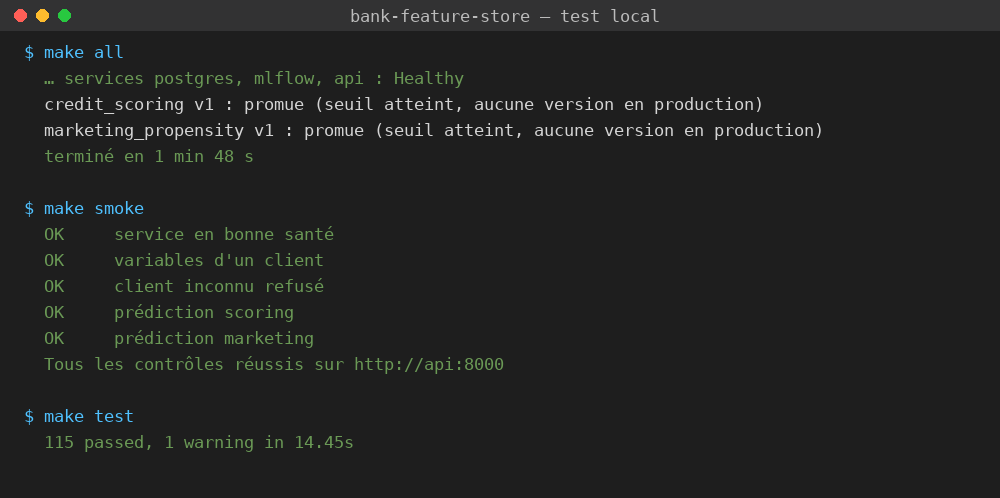 bank-feature-store — test local
$ make all
… services postgres, mlflow, api : Healthy
credit_scoring v1 : promue (seuil atteint, aucune version en production)
marketing_propensity v1 : promue (seuil atteint, aucune version en production)
terminé en 1 min 48 s
$ make smoke
OK     service en bonne santé
OK     variables d'un client
OK     client inconnu refusé
OK     prédiction scoring
OK     prédiction marketing
Tous les contrôles réussis sur http://api:8000
$ make test
115 passed, 1 warning in 14.45s